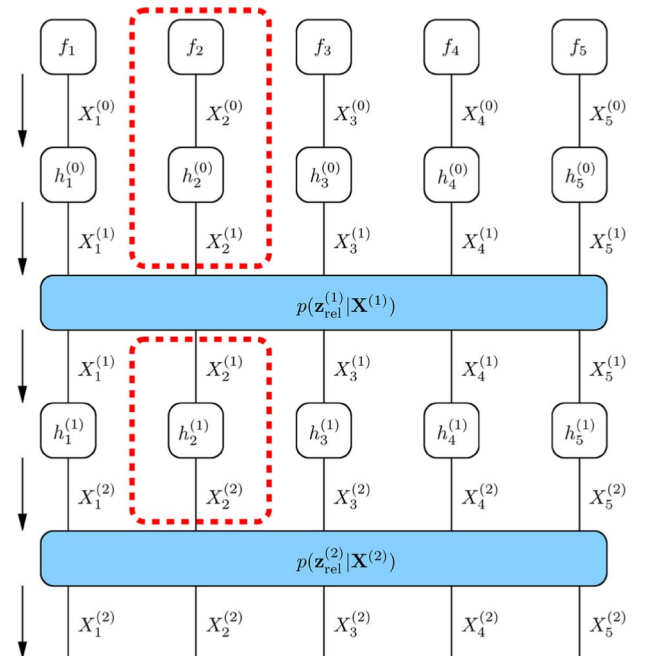 f₁ f₂ f₃ f₄ f₅
X₁⁽⁰⁾ X₂⁽⁰⁾ X₃⁽⁰⁾ X₄⁽⁰⁾ X₅⁽⁰⁾
h₁⁽⁰⁾ h₂⁽⁰⁾ h₃⁽⁰⁾ h₄⁽⁰⁾ h₅⁽⁰⁾
X₁⁽¹⁾ X₂⁽¹⁾ X₃⁽¹⁾ X₄⁽¹⁾ X₅⁽¹⁾
p(𝐳_rel⁽¹⁾|𝐗⁽¹⁾)
X₁⁽¹⁾ X₂⁽¹⁾ X₃⁽¹⁾ X₄⁽¹⁾ X₅⁽¹⁾
h₁⁽¹⁾ h₂⁽¹⁾ h₃⁽¹⁾ h₄⁽¹⁾ h₅⁽¹⁾
X₁⁽²⁾ X₂⁽²⁾ X₃⁽²⁾ X₄⁽²⁾ X₅⁽²⁾
p(𝐳_rel⁽²⁾|𝐗⁽²⁾)
X₁⁽²⁾ X₂⁽²⁾ X₃⁽²⁾ X₄⁽²⁾ X₅⁽²⁾